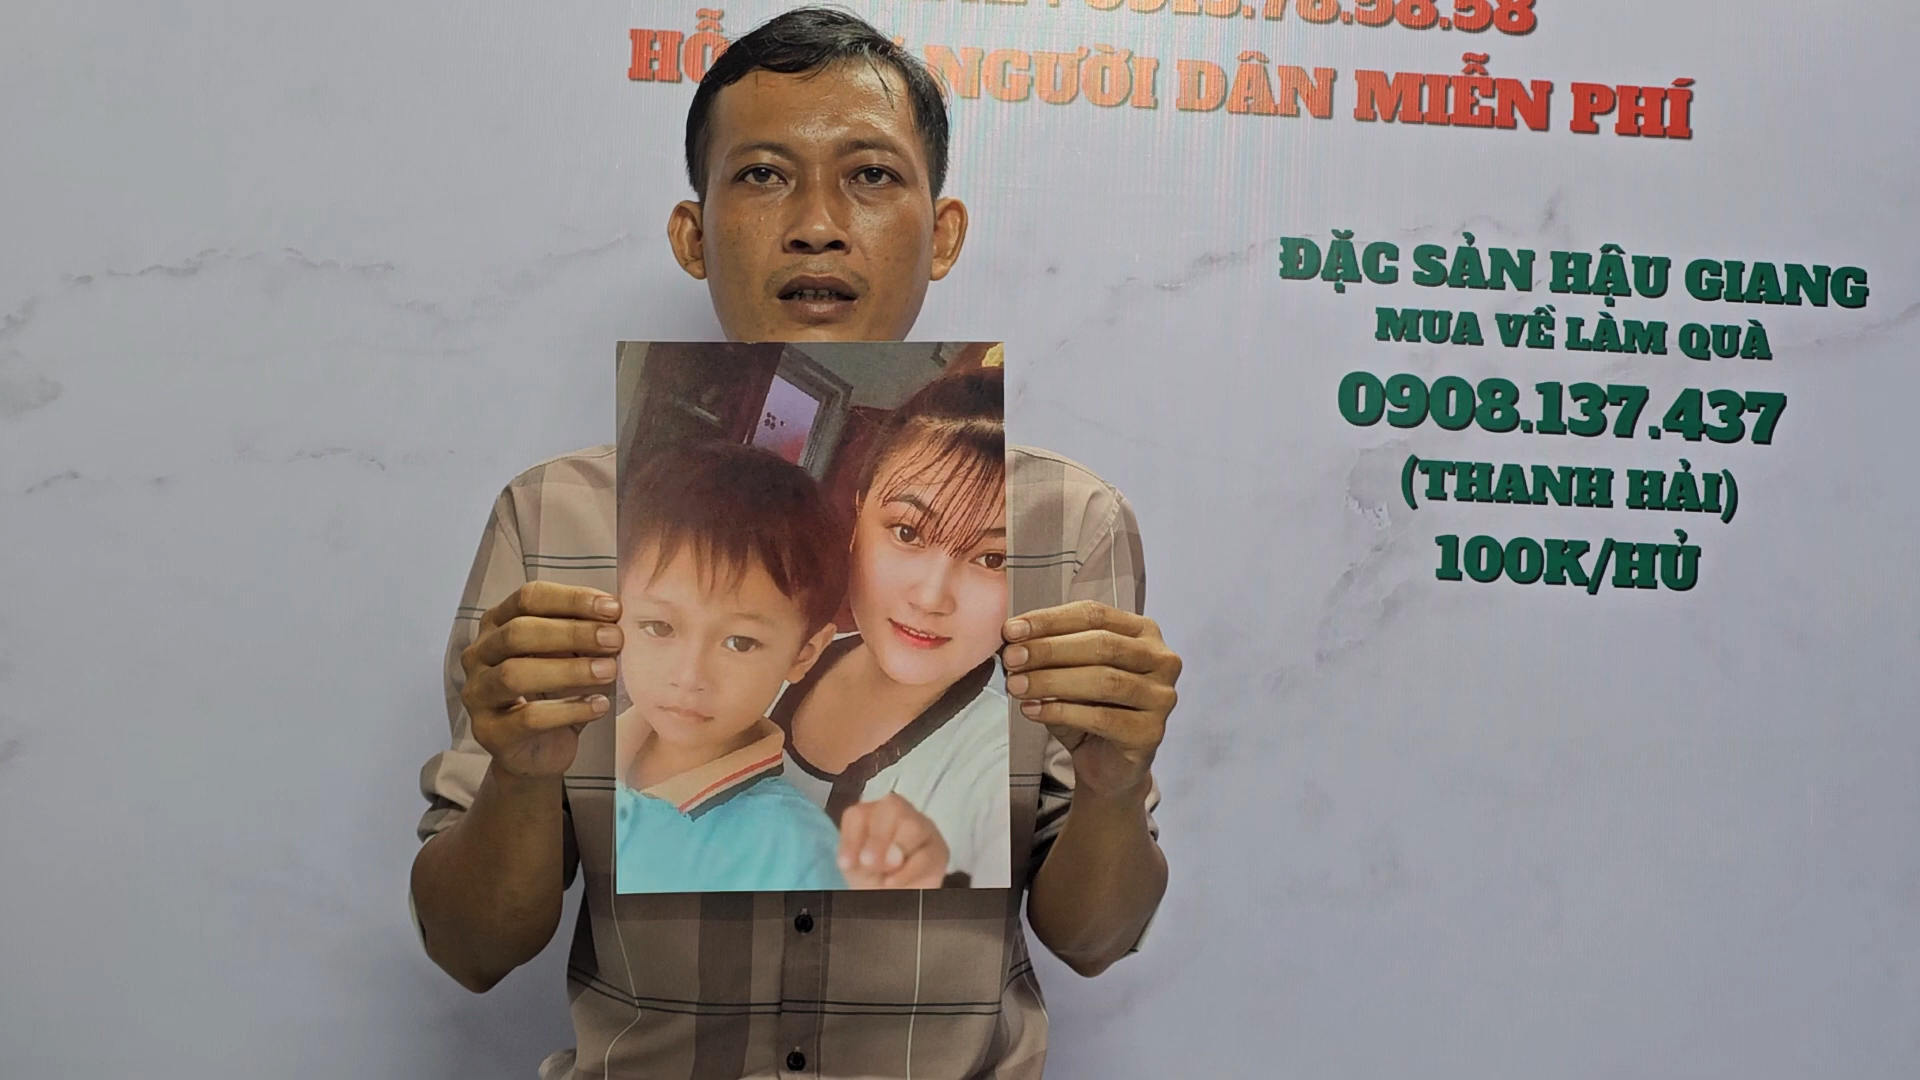 HỖ NGƯỜI DÂN MIỄN PHÍ
ĐẶC SẢN HẬU GIANG
MUA VỀ LÀM QUÀ
0908.137.437
(THANH HẢI)
100K/HỦ